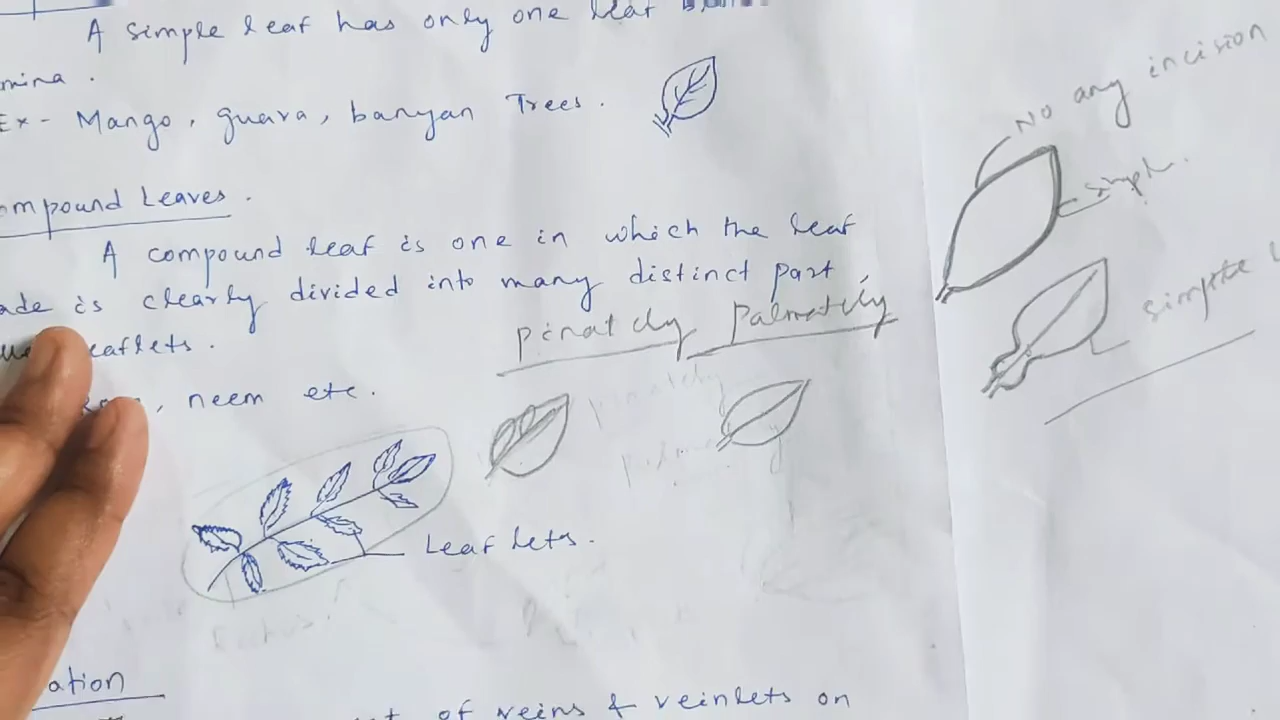 A simple leaf has only one leaf
mina.
Ex- Mango, guava, banyan Trees.
mpound Leaves.
A compound leaf is one in which the leaf
ade is clearly divided into many distinct part,
eaflets.
pinately palmately
, neem etc.
Leaflets.
ation
of veins & veinlets on
No any incision
simple.
simple